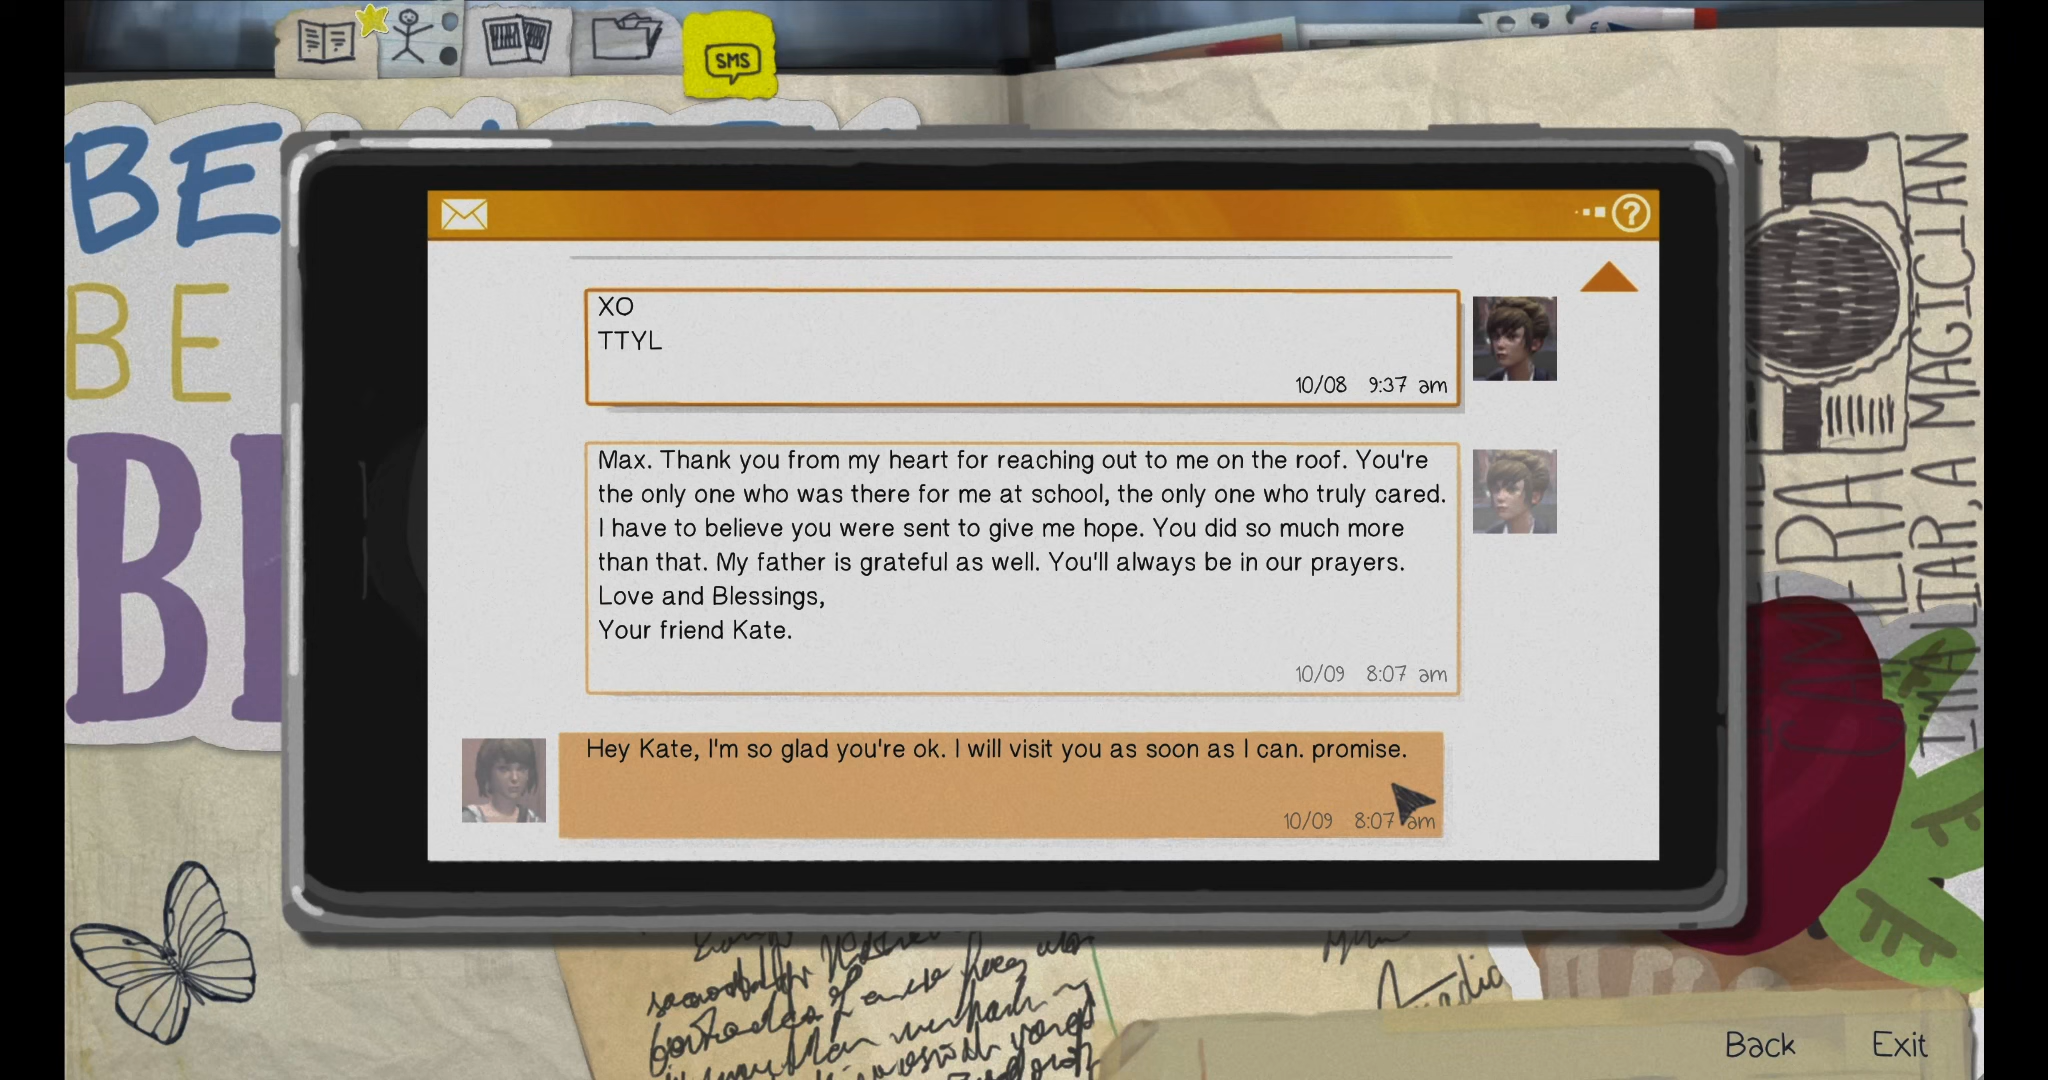 SMS
BE
BE
XO
TTYL
10/08 9:37 am
Max. Thank you from my heart for reaching out to me on the roof. You're
the only one who was there for me at school, the only one who truly cared.
I have to believe you were sent to give me hope. You did so much more
than that. My father is grateful as well. You'll always be in our prayers.
Love and Blessings,
Your friend Kate.
10/09 8:07 am
Hey Kate, I'm so glad you're ok. I will visit you as soon as I can. promise.
10/09 8:07 am
I'M A LIAR, A MAGICIAN
Back Exit